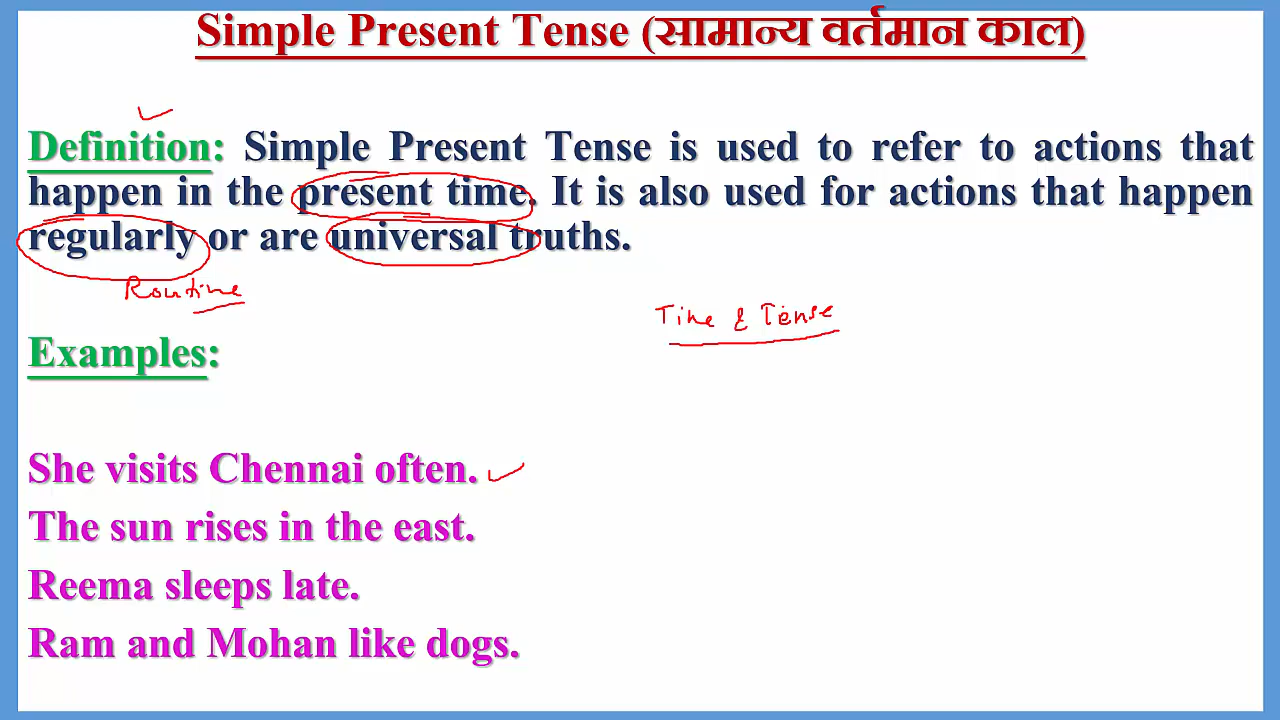 Simple Present Tense (सामान्य वर्तमान काल)
Definition: Simple Present Tense is used to refer to actions that
happen in the present time. It is also used for actions that happen
regularly or are universal truths.
Routine
Time & Tense
Examples:
She visits Chennai often.
The sun rises in the east.
Reema sleeps late.
Ram and Mohan like dogs.